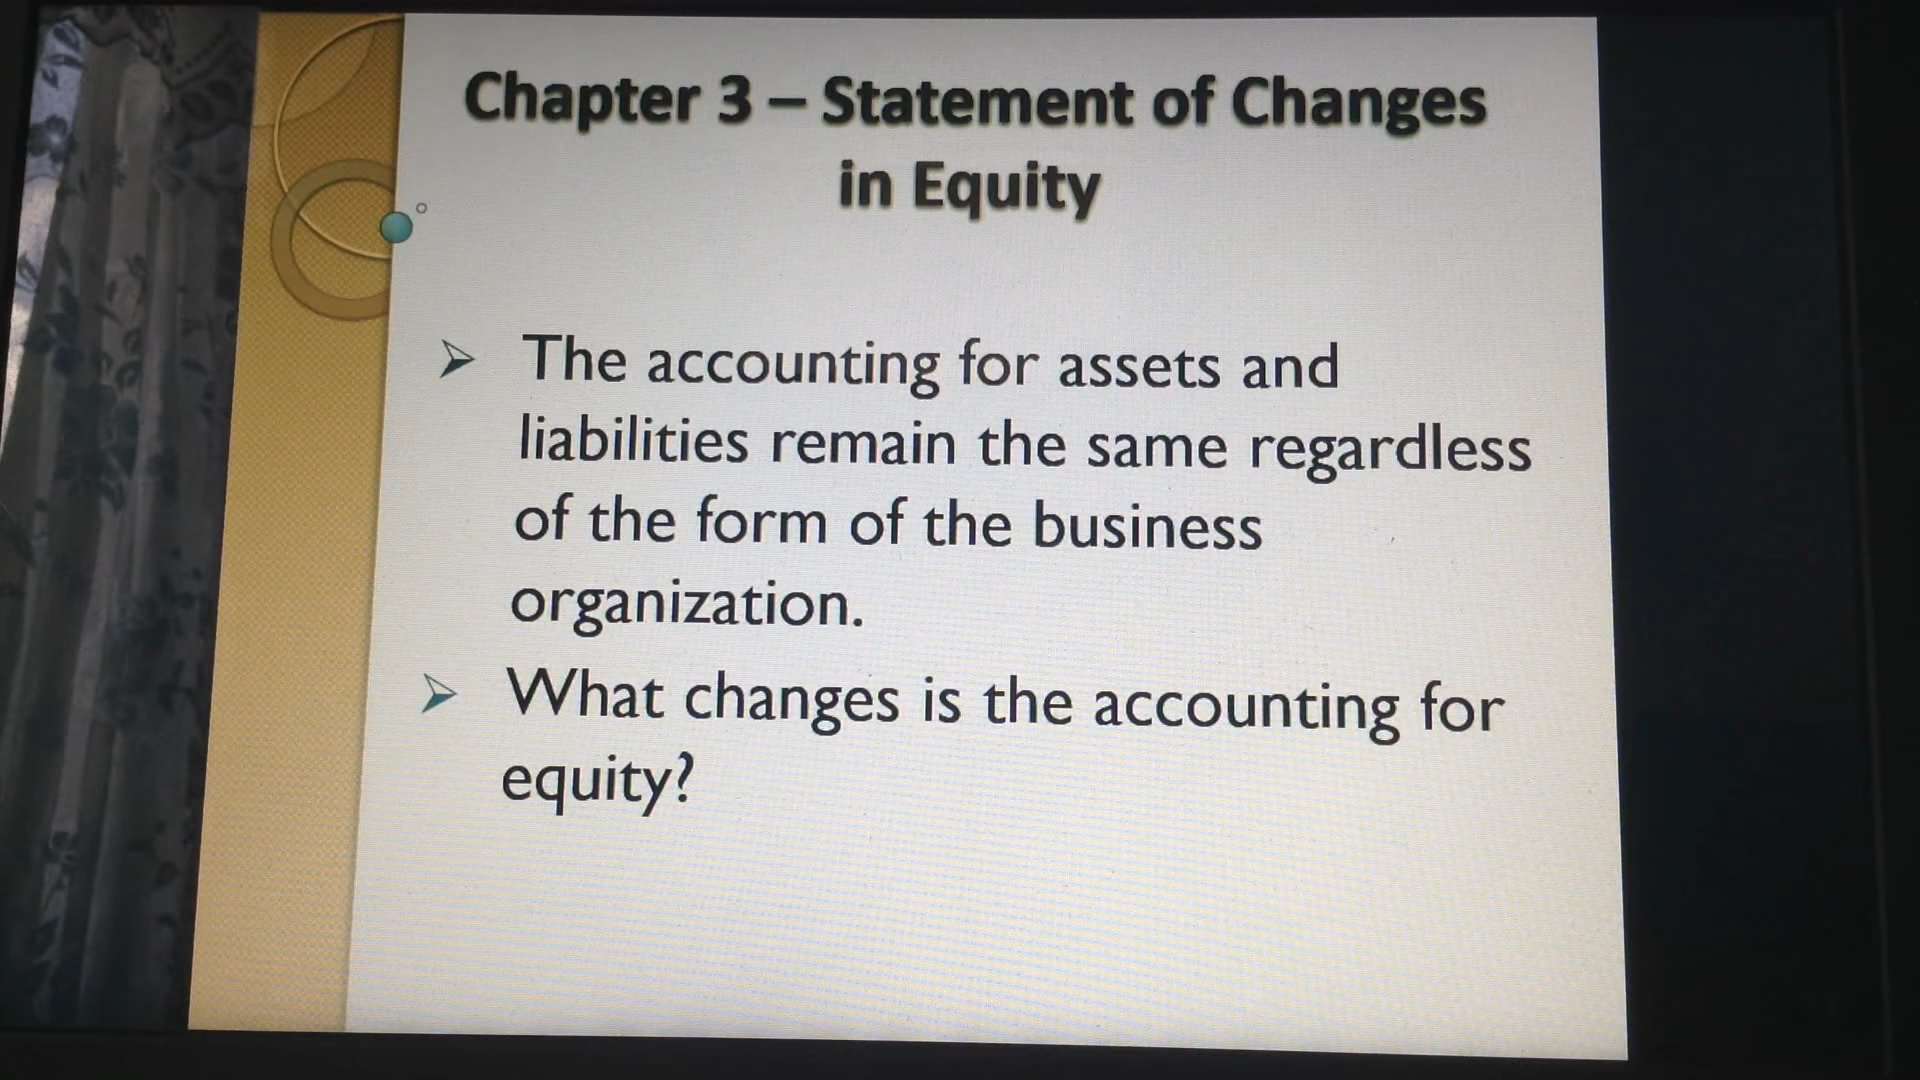 Chapter 3 – Statement of Changes
in Equity
The accounting for assets and
liabilities remain the same regardless
of the form of the business
organization.
What changes is the accounting for
equity?